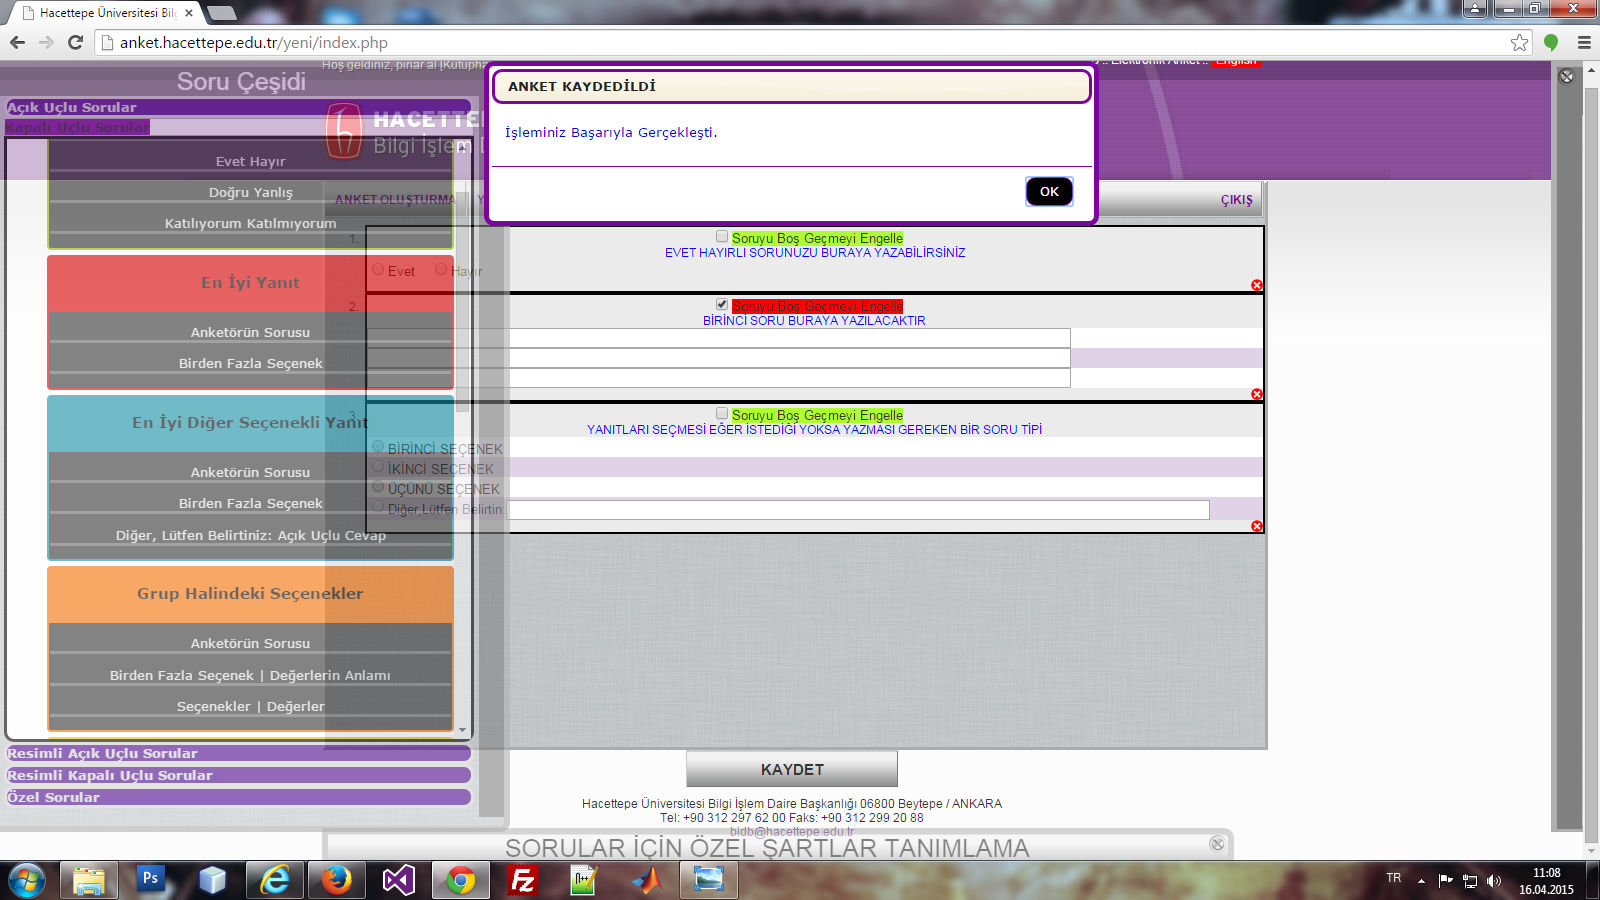 Hacettepe Üniversitesi Bil
anket.hacettepe.edu.tr/yeni/index.php
Hoş geldiniz, pınar al [Kütüpha
:: Elektronik Anket :: English
Soru Çeşidi
Açık Uçlu Sorular
Kapalı Uçlu Sorular
HACETTE
Bilgi İşlem D
ANKET KAYDEDİLDİ
İşleminiz Başarıyla Gerçekleşti.
OK
ANKET OLUŞTURMA
Y
ÇIKIŞ
Evet Hayır
Doğru Yanlış
Katılıyorum Katılmıyorum
En İyi Yanıt
Anketörün Sorusu
Birden Fazla Seçenek
En İyi Diğer Seçenekli Yanıt
Anketörün Sorusu
Birden Fazla Seçenek
Diğer, Lütfen Belirtiniz: Açık Uçlu Cevap
Grup Halindeki Seçenekler
Anketörün Sorusu
Birden Fazla Seçenek | Değerlerin Anlamı
Seçenekler | Değerler
Resimli Açık Uçlu Sorular
Resimli Kapalı Uçlu Sorular
Özel Sorular
1.
Soruyu Boş Geçmeyi Engelle
EVET HAYIRLI SORUNUZU BURAYA YAZABİLİRSİNİZ
Evet Hayır
2.
Soruyu Boş Geçmeyi Engelle
BİRİNCİ SORU BURAYA YAZILACAKTIR
3.
Soruyu Boş Geçmeyi Engelle
YANITLARI SEÇMESİ EĞER İSTEDİĞİ YOKSA YAZMASI GEREKEN BİR SORU TİPİ
BİRİNCİ SEÇENEK
İKİNCİ SEÇENEK
ÜÇÜNÜ SEÇENEK
Diğer,Lütfen Belirtin:
KAYDET
Hacettepe Üniversitesi Bilgi İşlem Daire Başkanlığı 06800 Beytepe / ANKARA
Tel: +90 312 297 62 00 Faks: +90 312 299 20 88
bidb@hacettepe.edu.tr
SORULAR İÇİN ÖZEL ŞARTLAR TANIMLAMA
Ps
Fz
TR
11:08
16.04.2015